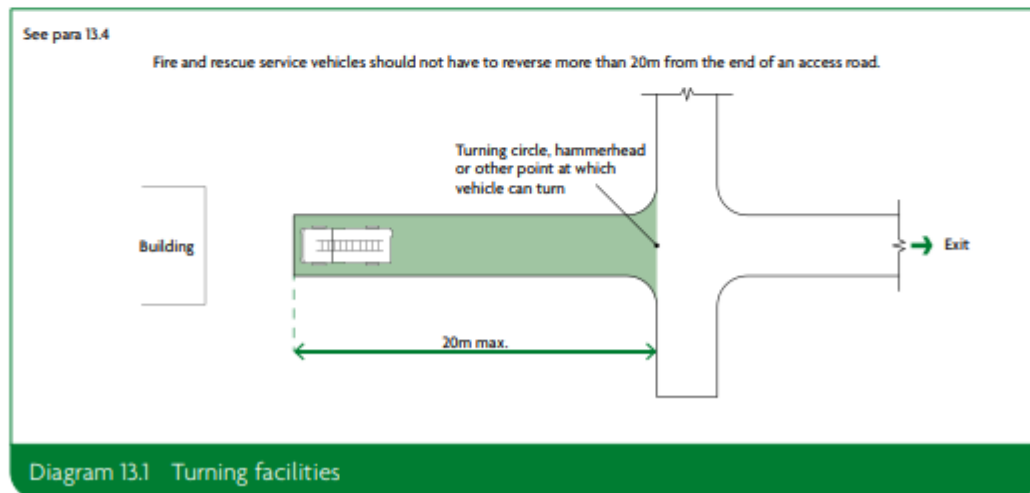 See para 13.4
Fire and rescue service vehicles should not have to reverse more than 20m from the end of an access road.
Turning circle, hammerhead
or other point at which
vehicle can turn
Building
Exit
20m max.
Diagram 13.1 Turning facilities